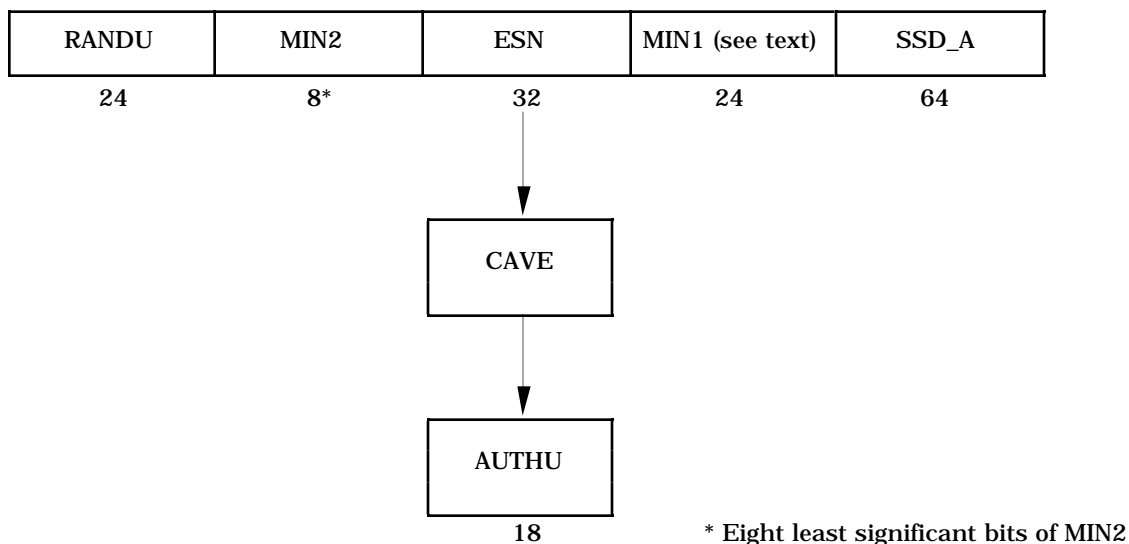 RANDU MIN2 ESN MIN1 (see text) SSD_A
24 8* 32 24 64
CAVE
AUTHU
18 * Eight least significant bits of MIN2